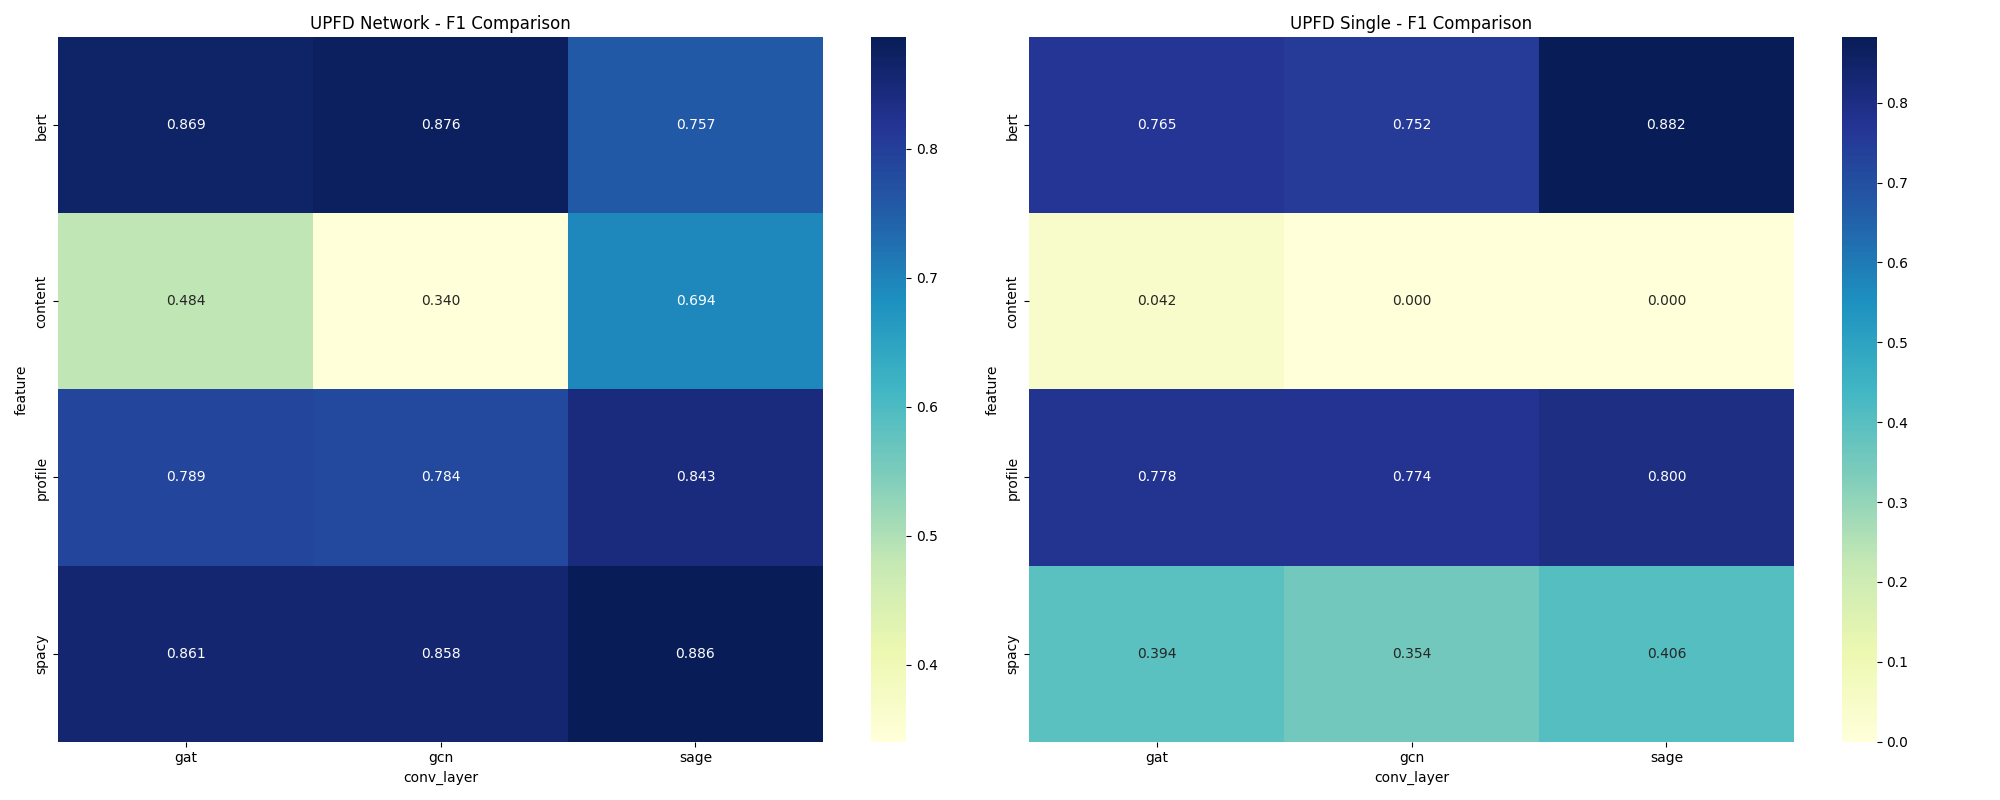 UPFD Network - F1 Comparison
feature
bert
0.869 0.876 0.757
content
0.484 0.340 0.694
profile
0.789 0.784 0.843
spacy
0.861 0.858 0.886
gat gcn sage
conv_layer
0.8
0.7
0.6
0.5
0.4
UPFD Single - F1 Comparison
feature
bert
0.765 0.752 0.882
content
0.042 0.000 0.000
profile
0.778 0.774 0.800
spacy
0.394 0.354 0.406
gat gcn sage
conv_layer
0.8
0.7
0.6
0.5
0.4
0.3
0.2
0.1
0.0